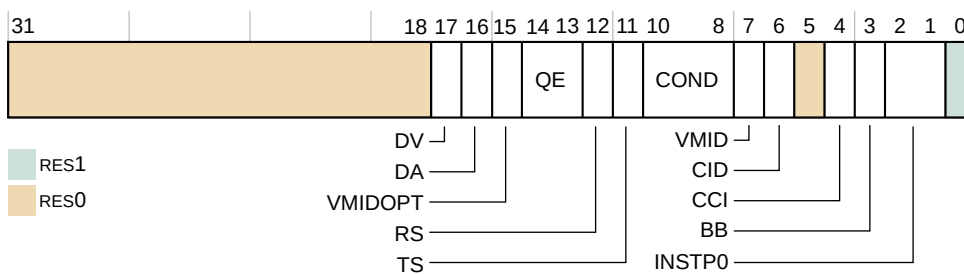 31 18 17 16 15 14 13 12 11 10 8 7 6 5 4 3 2 1 0
QE COND
DV VMID
RES1 DA CID
RES0 VMIDOPT CCI
RS BB
TS INSTP0